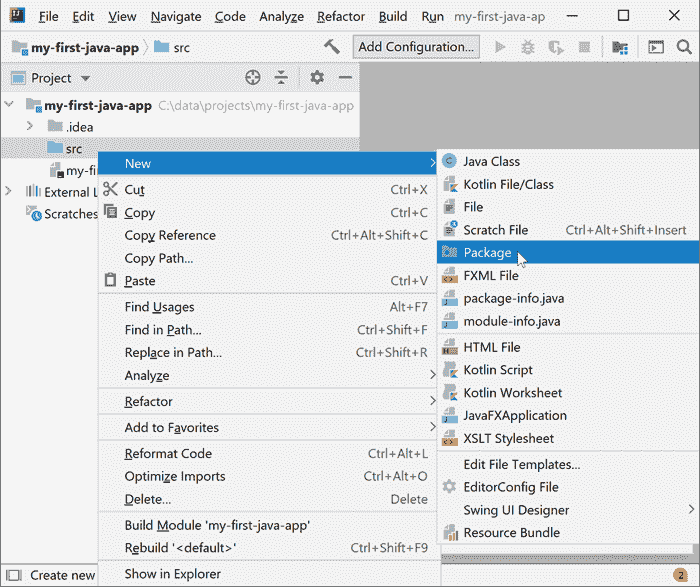 File Edit View Navigate Code Analyze Refactor Build Run my-first-java-ap
my-first-java-app src Add Configuration...
Project
my-first-java-app C:\data\projects\my-first-java-app
.idea
src
my-fi
External L
Scratches
New
Cut Ctrl+X
Copy Ctrl+C
Copy Reference Ctrl+Alt+Shift+C
Copy Path...
Paste Ctrl+V
Find Usages Alt+F7
Find in Path... Ctrl+Shift+F
Replace in Path... Ctrl+Shift+R
Analyze
Refactor
Add to Favorites
Reformat Code Ctrl+Alt+L
Optimize Imports Ctrl+Alt+O
Delete... Delete
Build Module 'my-first-java-app'
Rebuild '<default>' Ctrl+Shift+F9
Show in Explorer
Java Class
Kotlin File/Class
File
Scratch File Ctrl+Alt+Shift+Insert
Package
FXML File
package-info.java
module-info.java
HTML File
Kotlin Script
Kotlin Worksheet
JavaFXApplication
XSLT Stylesheet
Edit File Templates...
EditorConfig File
Swing UI Designer
Resource Bundle
Create new
2